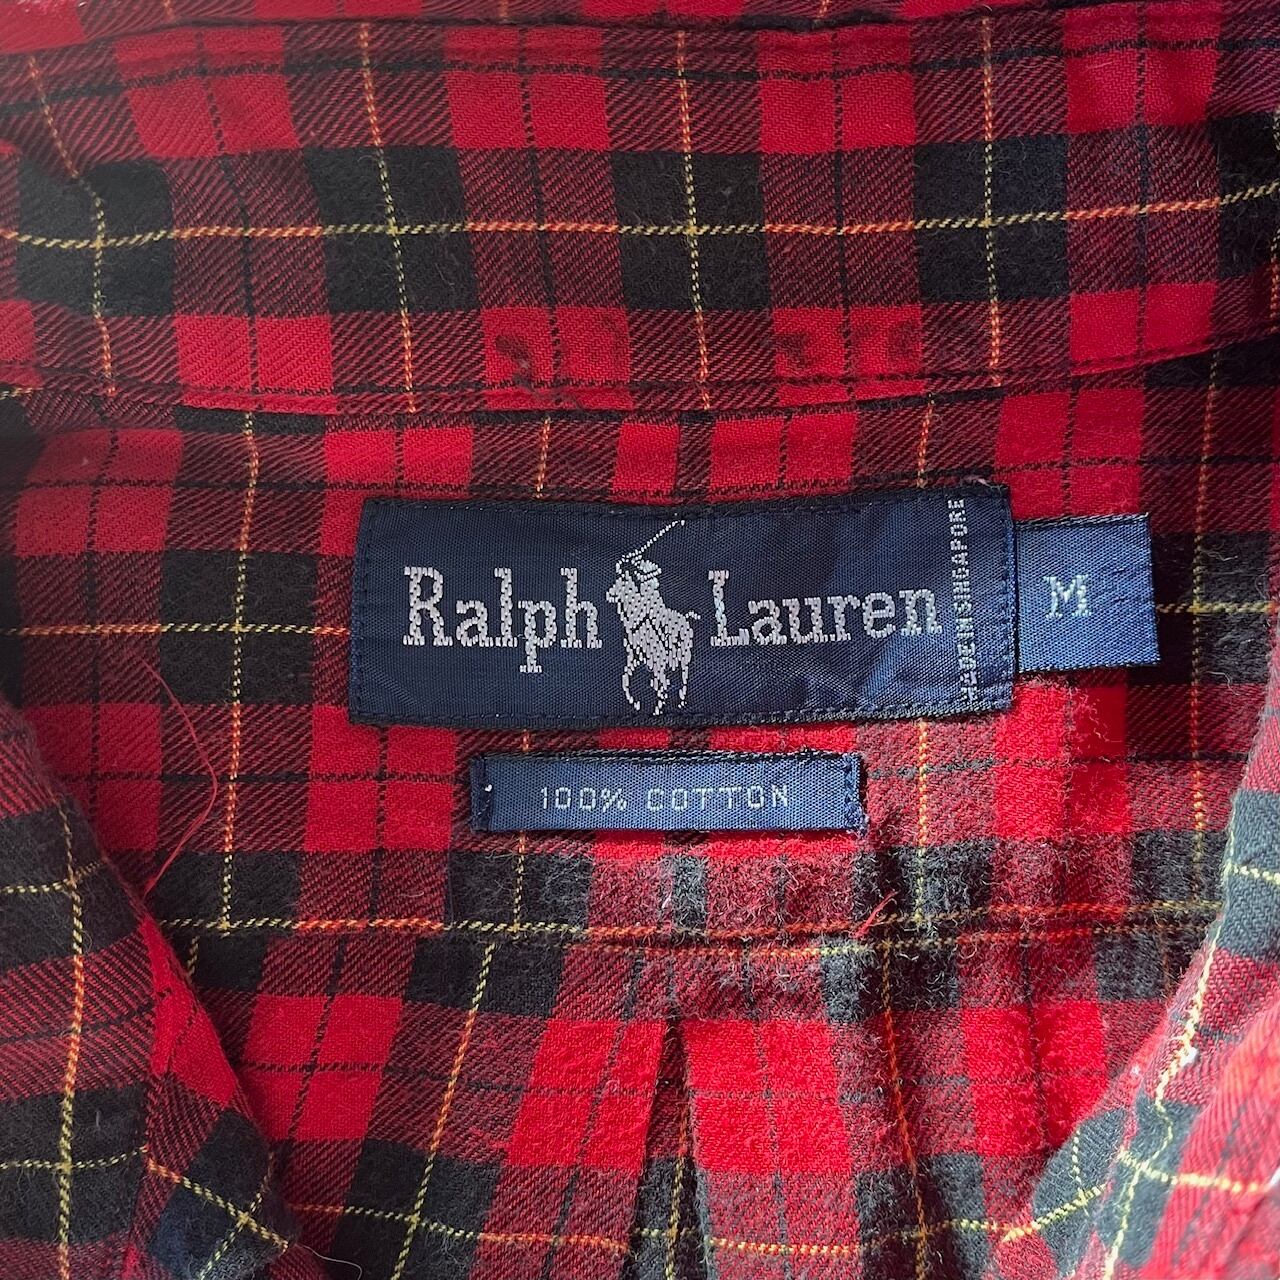 Ralph Lauren
MADE IN SINGAPORE
M
100% COTTON